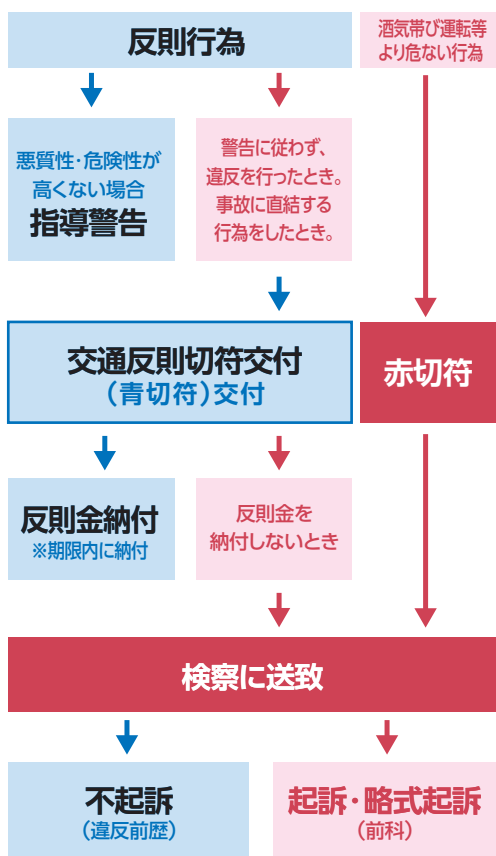 反則行為
酒気帯び運転等
より危ない行為
悪質性・危険性が
高くない場合
指導警告
警告に従わず、
違反を行ったとき。
事故に直結する
行為をしたとき。
交通反則切符交付
（青切符）交付
赤切符
反則金納付
※期限内に納付
反則金を
納付しないとき
検察に送致
不起訴
（違反前歴）
起訴・略式起訴
（前科）